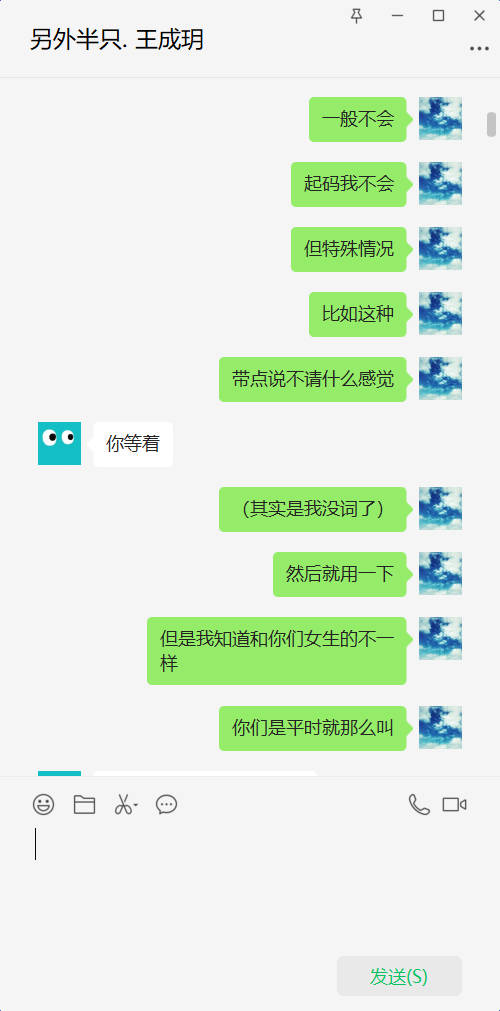 另外半只. 王成玥
一般不会
起码我不会
但特殊情况
比如这种
带点说不请什么感觉
你等着
（其实是我没词了）
然后就用一下
但是我知道和你们女生的不一
样
你们是平时就那么叫
发送(S)